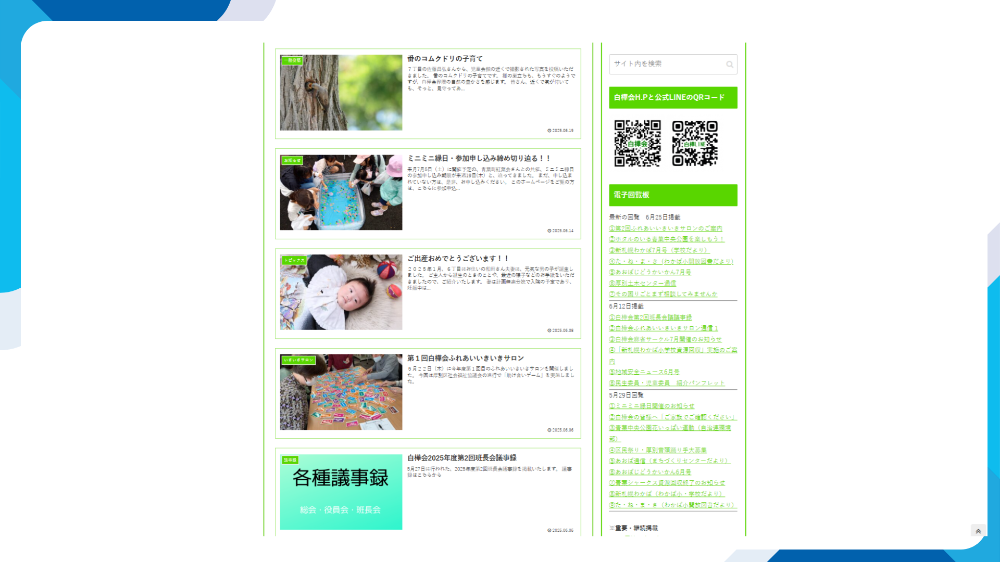 一般投稿
番のコムクドリの子育て
７丁目の佐藤昌弘さんから、児童会館の近くで撮影された写真を投稿いただ
きました。 番のコムクドリの子育てです。 雛の巣立ちも、もうすぐのようで
すが、白樺会界隈の自然の豊かさを感じます。 皆さん、近くで気が付いて
も、そっと、見守ってあ...
2025.06.19
お知らせ
ミニミニ縁日・参加申し込み締め切り迫る！！
来月7月5日（土）に開催予定の、青葉町紅葉会さんとの共催、ミニミニ縁日
の参加申し込み期限が来週19日(木）と、迫ってきました。 まだ、申し込ま
れていない方は、是非、お申し込みください。 このホームページをご覧の方
は、こちらに参加申込...
2025.06.14
トピックス
ご出産おめでとうございます！！
２０２５年１月、６丁目にお住いの和田さん夫妻に、元気な男の子が誕生し
ました。 ご主人から誕生のときのことや、最近の様子などのお手紙をいただ
きましたので、ご紹介いたします。 妻は計画無痛分娩で入院の予定であり、
妊娠中は...
2025.06.08
いきいきサロン
第１回白樺会ふれあいいきいきサロン
５月２２日（木）に今年度第１回目のふれあいいきいきサロンを開催しまし
た。 今回は厚別区社会福祉協議会の進行で「助け合いゲーム」を実施しまし
た。
2025.06.06
議事録
各種議事録
総会・役員会・班長会
白樺会2025年度第2回班長会議事録
5月27日に行われた、2025年度第2回班長会議事録を掲載いたします。 議事
録はこちらから
2025.06.05
サイト内を検索
白樺会H.Pと公式LINEのQRコード
白樺会
白樺LINE
電子回覧板
最新の回覧　6月25日掲載
①第2回ふれあいいきいきサロンのご案内
②ホタルのいる青葉中央公園を楽しもう！
③新札幌わかば7月号（学校だより）
④た・ね・ま・き（わかば小開放図書だより）
⑤あおばじどうかいかん7月号
⑥厚別土木センター通信
⑦その困りごとまず相談してみませんか
6月12日掲載
①白樺会第2回班長会議議事録
②白樺会ふれあいいきいきサロン通信１
③白樺会麻雀サークル7月開催のお知らせ
④「新札幌わかば小学校資源回収」実施のご案
内
⑤地域安全ニュース6月号
⑥民生委員・児童委員　紹介パンフレット
5月29日回覧
①ミニミニ縁日開催のお知らせ
②白樺会の皆様へ「ご家族でご確認ください」
③青葉中央公園花いっぱい運動（自治連環境
部）
④区民祭り・厚別音頭踊り手大募集
⑤あおば通信（まちづくりセンターだより）
⑥あおばじどうかいかん6月号
⑦青葉シャークス資源回収終了のお知らせ
⑧新札幌わかば（わかば小・学校だより）
⑨た・ね・ま・き（わかば小開放図書だより）
※重要・継続掲載